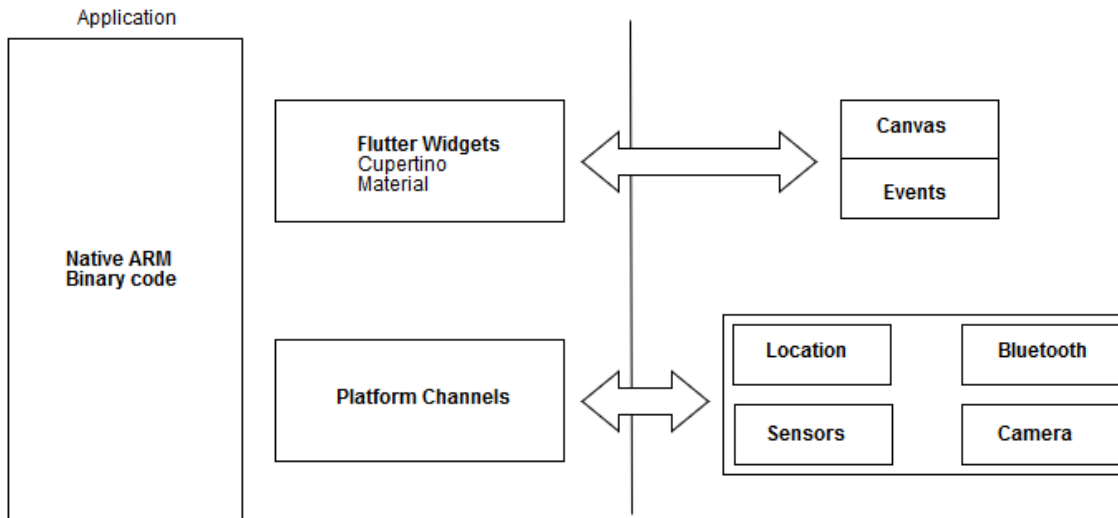 Application
Native ARM
Binary code
Flutter Widgets
Cupertino
Material
Platform Channels
Canvas
Events
Location
Bluetooth
Sensors
Camera